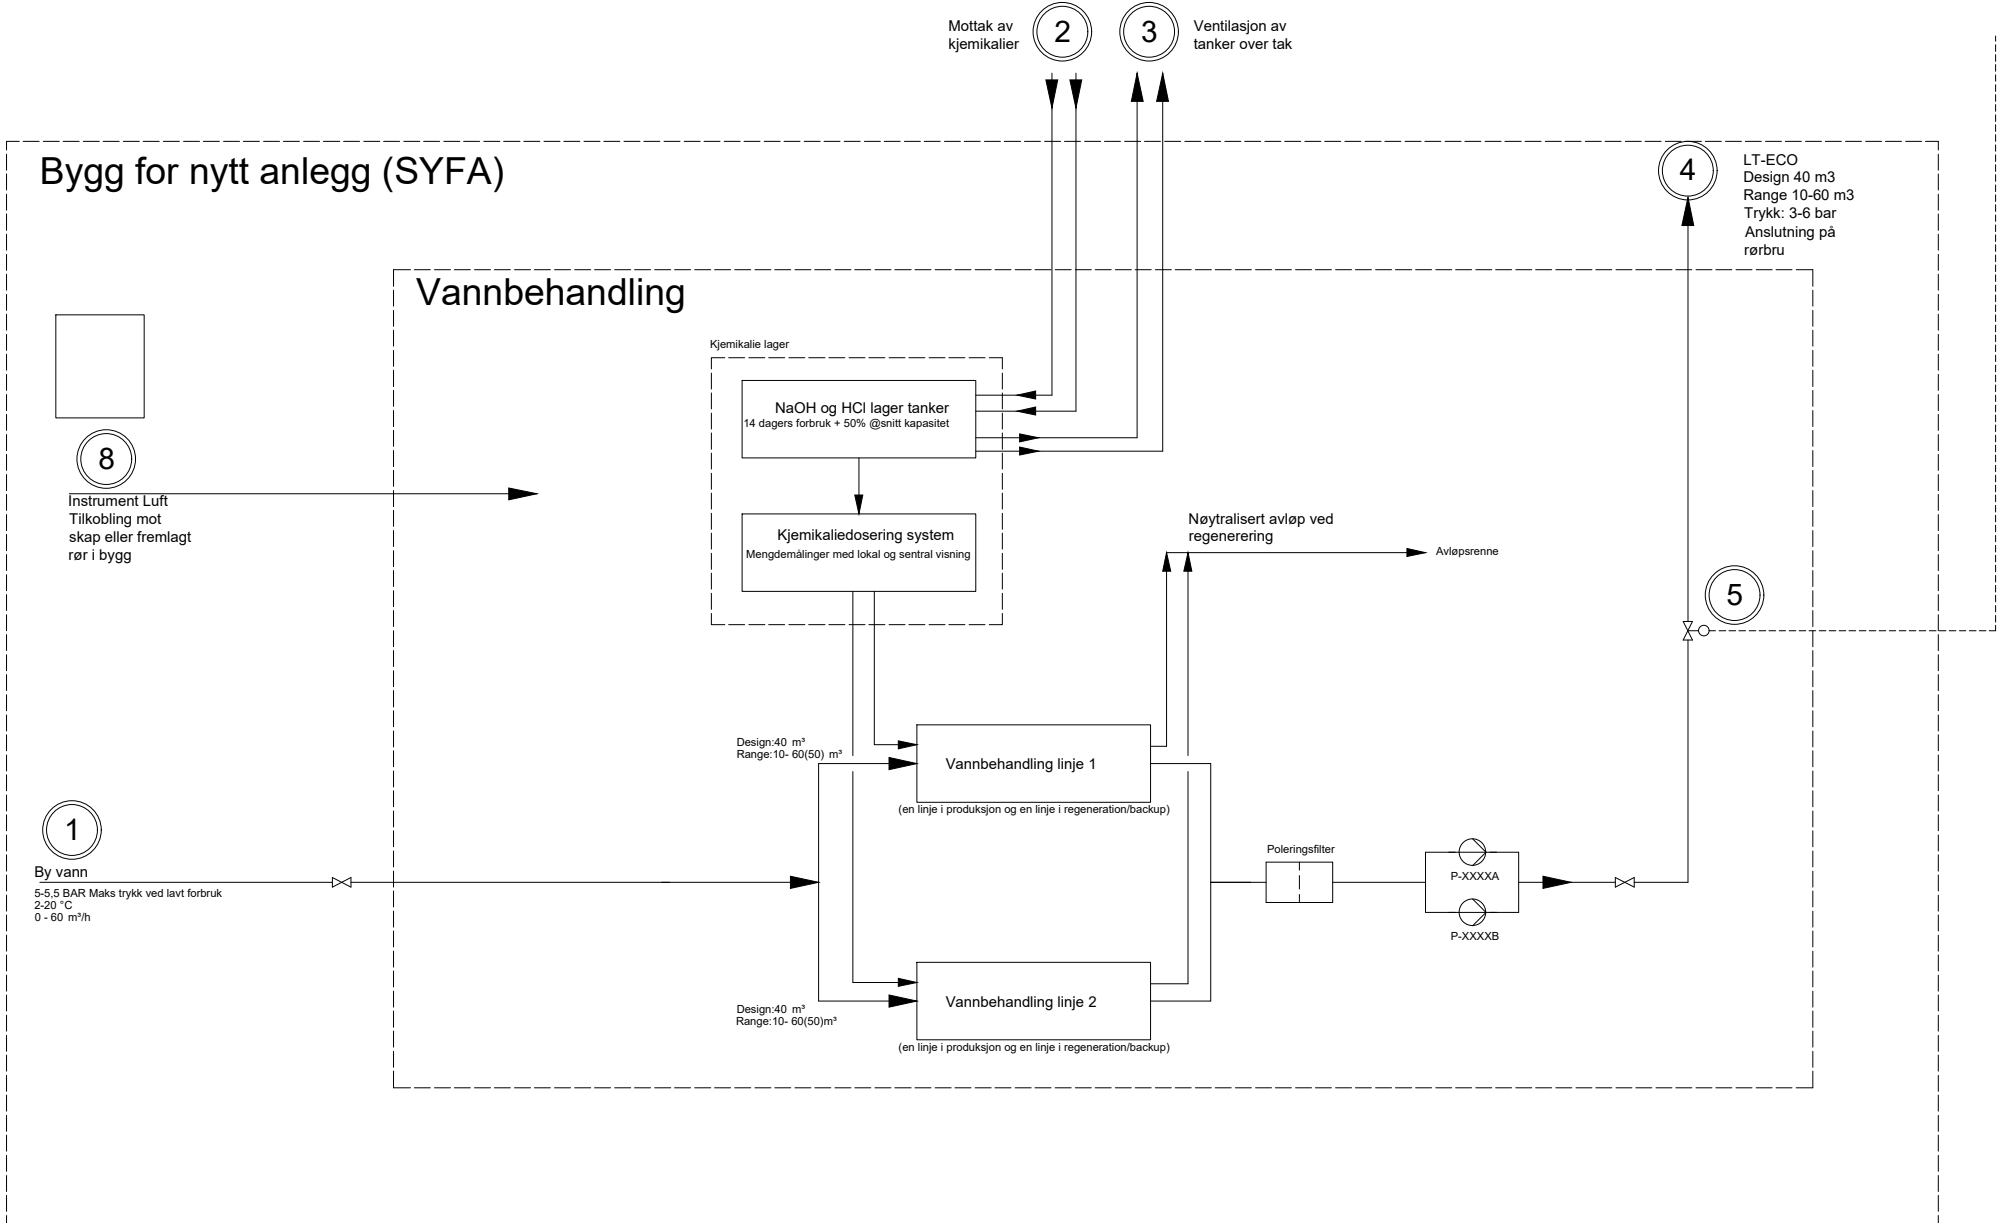 Mottak av
kjemikalier
2
3
Ventilasjon av
tanker over tak
Bygg for nytt anlegg (SYFA)
4
LT-ECO
Design 40 m3
Range 10-60 m3
Trykk: 3-6 bar
Anslutning på
rørbru
Vannbehandling
Kjemikalie lager
NaOH og HCl lager tanker
14 dagers forbruk + 50% @snitt kapasitet
8
Instrument Luft
Tilkobling mot
skap eller fremlagt
rør i bygg
Kjemikaliedosering system
Mengdemålinger med lokal og sentral visning
Nøytralisert avløp ved
regenerering
Avløpsrenne
5
Design:40 m³
Range:10- 60(50) m³
Vannbehandling linje 1
(en linje i produksjon og en linje i regeneration/backup)
1
By vann
5-5,5 BAR Maks trykk ved lavt forbruk
2-20 °C
0 - 60 m³/h
Poleringsfilter
P-XXXXA
P-XXXXB
Design:40 m³
Range:10- 60(50)m³
Vannbehandling linje 2
(en linje i produksjon og en linje i regeneration/backup)